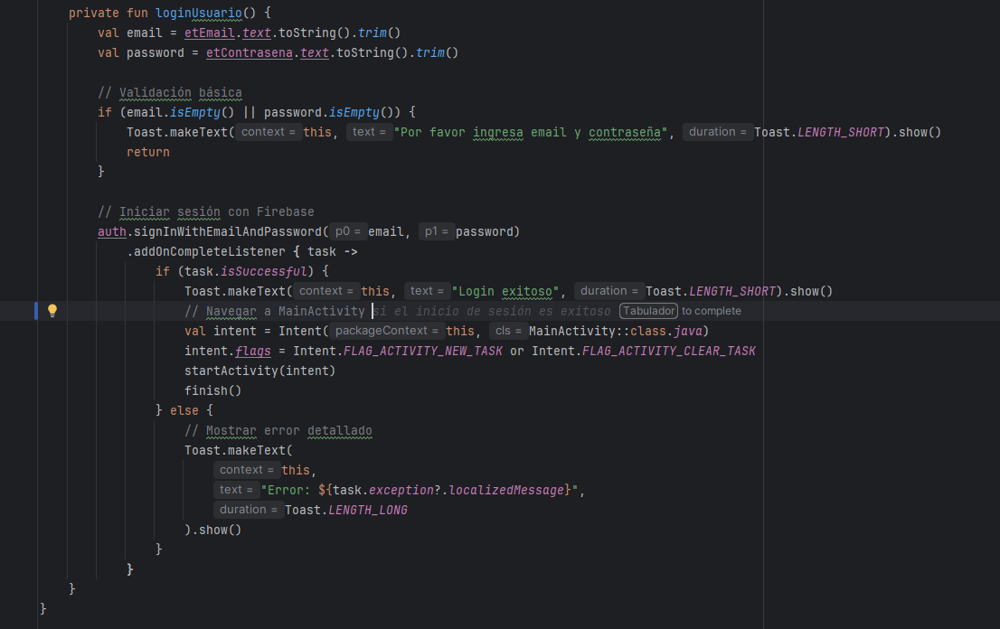 private fun loginUsuario() {
val email = etEmail.text.toString().trim()
val password = etContrasena.text.toString().trim()
// Validación básica
if (email.isEmpty() || password.isEmpty()) {
Toast.makeText( context = this, text = "Por favor ingresa email y contraseña", duration = Toast.LENGTH_SHORT).show()
return
}
// Iniciar sesión con Firebase
auth.signInWithEmailAndPassword( p0 = email, p1 = password)
.addOnCompleteListener { task ->
if (task.isSuccessful) {
Toast.makeText( context = this, text = "Login exitoso", duration = Toast.LENGTH_SHORT).show()
// Navegar a MainActivity si el inicio de sesión es exitoso Tabulador to complete
val intent = Intent( packageContext = this, cls = MainActivity::class.java)
intent.flags = Intent.FLAG_ACTIVITY_NEW_TASK or Intent.FLAG_ACTIVITY_CLEAR_TASK
startActivity(intent)
finish()
} else {
// Mostrar error detallado
Toast.makeText(
context = this,
text = "Error: ${task.exception?.localizedMessage}",
duration = Toast.LENGTH_LONG
).show()
}
}
}
}